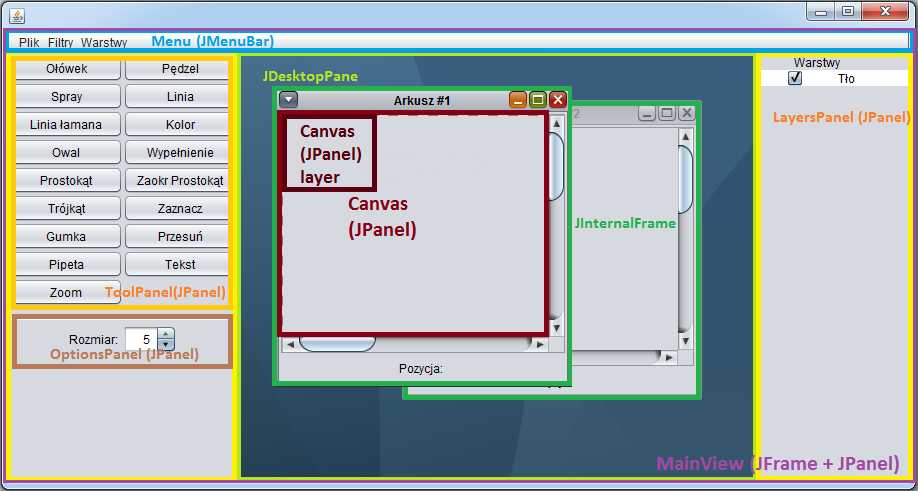 Plik Filtry Warstwy Menu (JMenuBar)
Ołówek Pędzel
Spray Linia
Linia łamana Kolor
Owal Wypełnienie
Prostokąt Zaokr Prostokąt
Trójkąt Zaznacz
Gumka Przesuń
Pipeta Tekst
Zoom ToolPanel(JPanel)
Rozmiar: 5
OptionsPanel (JPanel)
JDesktopPane
Arkusz #1
2
Canvas
(JPanel)
layer
Canvas
(JPanel)
JInternalFrame
Pozycja:
Warstwy
Tło
LayersPanel (JPanel)
MainView (JFrame + JPanel)